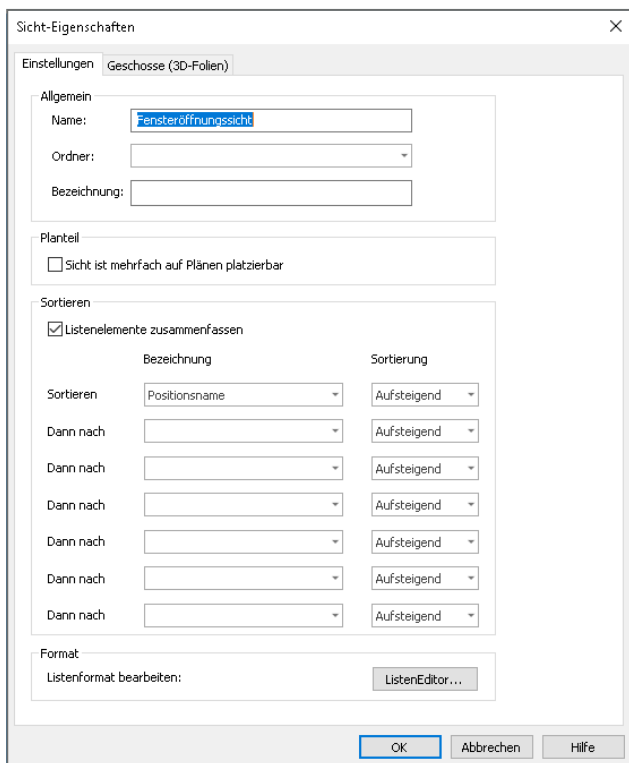 Sicht-Eigenschaften
Einstellungen Geschosse (3D-Folien)
Allgemein
Name: Fensteröffnungssicht
Ordner:
Bezeichnung:
Planteil
Sicht ist mehrfach auf Plänen platzierbar
Sortieren
Listenelemente zusammenfassen
Bezeichnung Sortierung
Sortieren Positionsname Aufsteigend
Dann nach Aufsteigend
Dann nach Aufsteigend
Dann nach Aufsteigend
Dann nach Aufsteigend
Dann nach Aufsteigend
Dann nach Aufsteigend
Format
Listenformat bearbeiten: ListenEditor...
OK Abbrechen Hilfe